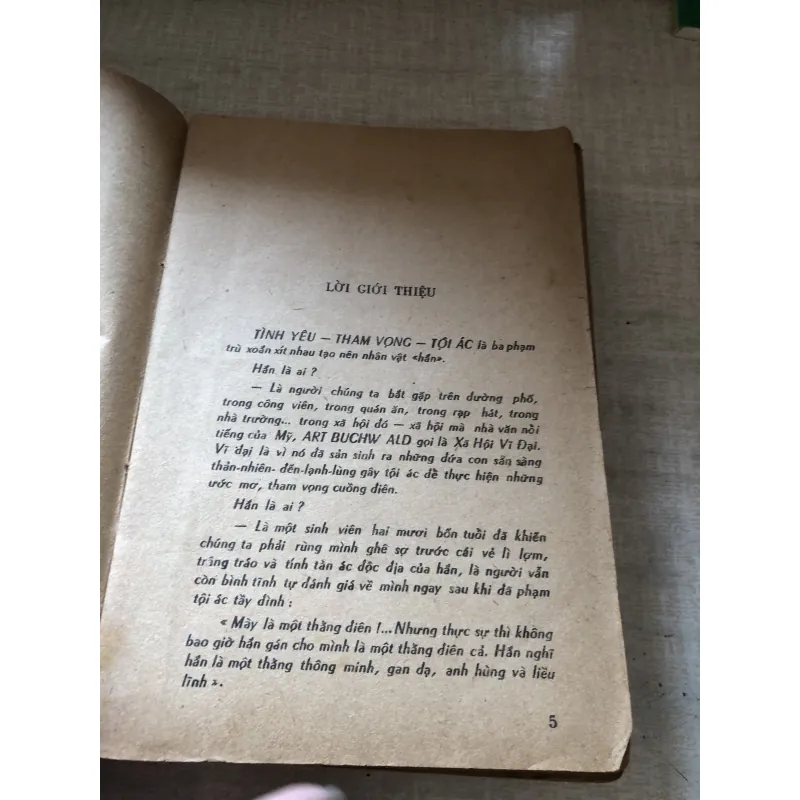 LỜI GIỚI THIỆU
TÌNH YÊU — THAM VỌNG — TỘI ÁC là ba phạm
trù xoắn xít nhau tạo nên nhân vật «hắn».
Hắn là ai ?
— Là người chúng ta bắt gặp trên đường phố,
trong công viên, trong quán ăn, trong rạp hát, trong
nhà trường... trong xã hội đó — xã hội mà nhà văn nổi
tiếng của Mỹ, ART BUCHW ALD gọi là Xã Hội Vĩ Đại.
Vĩ đại là vì nó đã sản sinh ra những đứa con sẵn sàng
thản-nhiên- đến-lạnh-lùng gây tội ác để thực hiện những
ước mơ, tham vọng cuồng điên.
Hắn là ai ?
— Là một sinh viên hai mươi bốn tuổi đã khiến
chúng ta phải rùng mình ghê sợ trước cái vẻ lì lợm,
trâng tráo và tính tàn ác độc địa của hắn, là người vẫn
còn bình tĩnh tự đánh giá về mình ngay sau khi đã phạm
tội ác tầy đình :
« Mày là một thằng điên !... Nhưng thực sự thì không
bao giờ hắn gán cho mình là một thằng điên cả. Hắn nghĩ
hắn là một thằng thông minh, gan dạ, anh hùng và liều
lĩnh ».
5